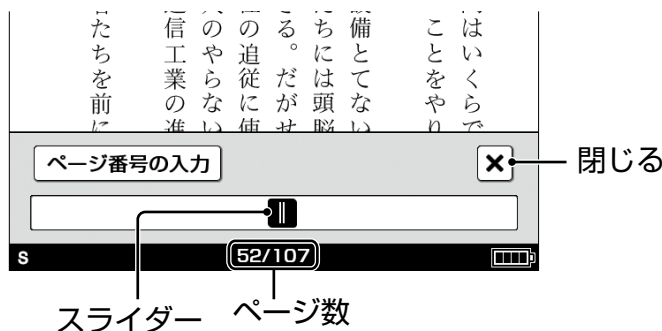 はいくらで
ことをやり
設備とてない
たちには頭脳
る。だがせ
の追従に使
のやらない
信工業の進
たちを前に
ページ番号の入力
閉じる
S
52/107
スライダー
ページ数